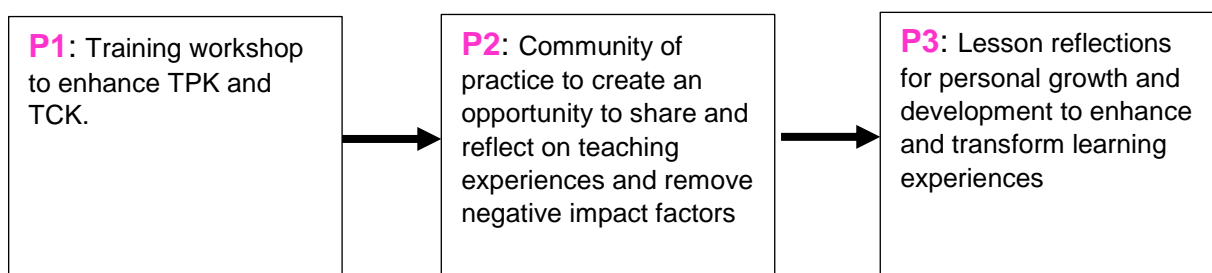 P1: Training workshop
to enhance TPK and
TCK.
P2: Community of
practice to create an
opportunity to share and
reflect on teaching
experiences and remove
negative impact factors
P3: Lesson reflections
for personal growth and
development to enhance
and transform learning
experiences